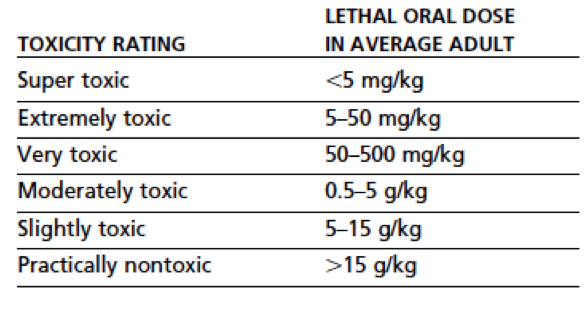 LETHAL ORAL DOSE
TOXICITY RATING IN AVERAGE ADULT
Super toxic <5 mg/kg
Extremely toxic 5–50 mg/kg
Very toxic 50–500 mg/kg
Moderately toxic 0.5–5 g/kg
Slightly toxic 5–15 g/kg
Practically nontoxic >15 g/kg